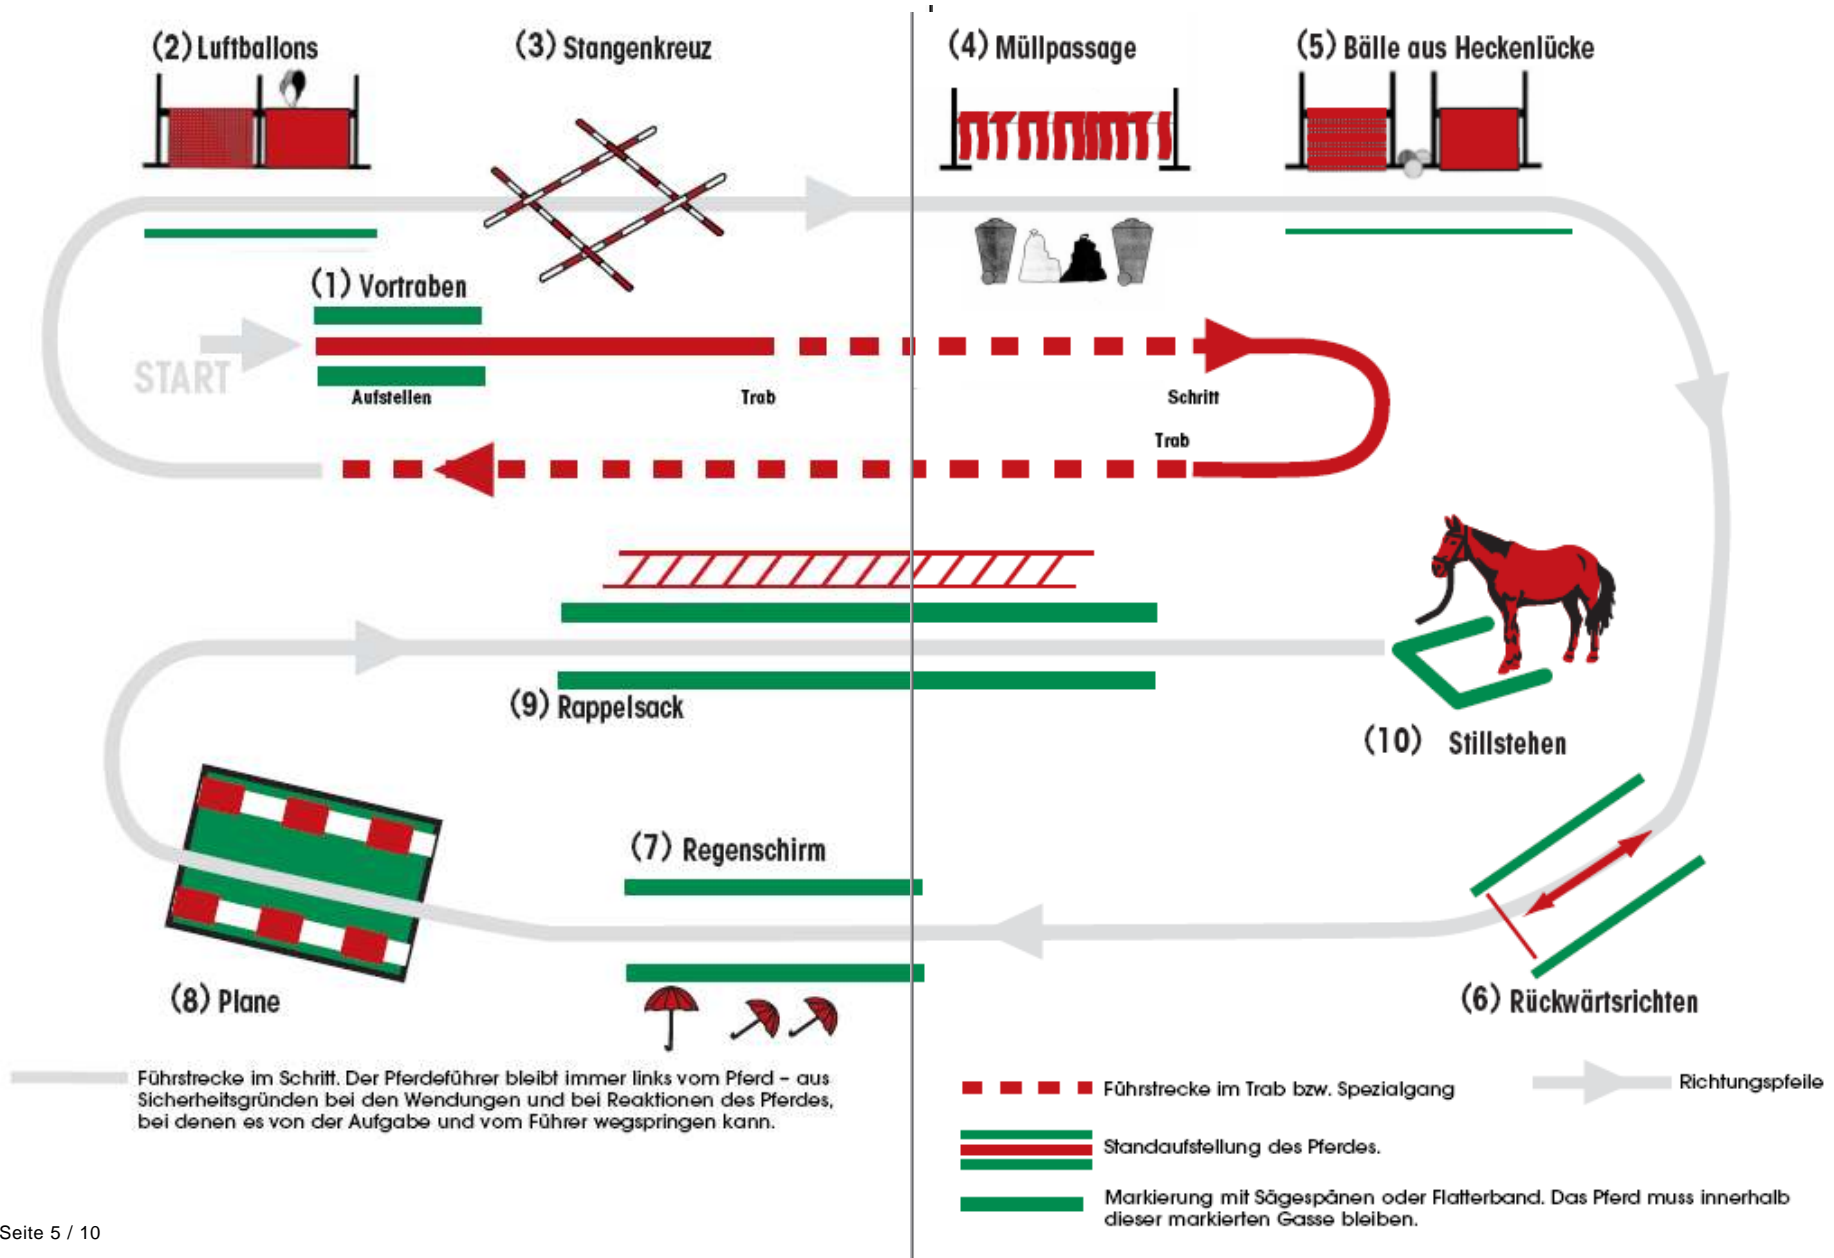 (2) Luftballons
(3) Stangenkreuz
(4) Müllpassage
(5) Bälle aus Heckenlücke
(1) Vortraben
START
Aufstellen
Trab
Schritt
Trab
(9) Rappelsack
(10) Stillstehen
(7) Regenschirm
(8) Plane
(6) Rückwärtsrichten
Führstrecke im Schritt. Der Pferdeführer bleibt immer links vom Pferd – aus
Sicherheitsgründen bei den Wendungen und bei Reaktionen des Pferdes,
bei denen es von der Aufgabe und vom Führer wegspringen kann.
Führstrecke im Trab bzw. Spezialgang
Richtungspfeile
Standaufstellung des Pferdes.
Markierung mit Sägespänen oder Flatterband. Das Pferd muss innerhalb
dieser markierten Gasse bleiben.
Seite 5 / 10